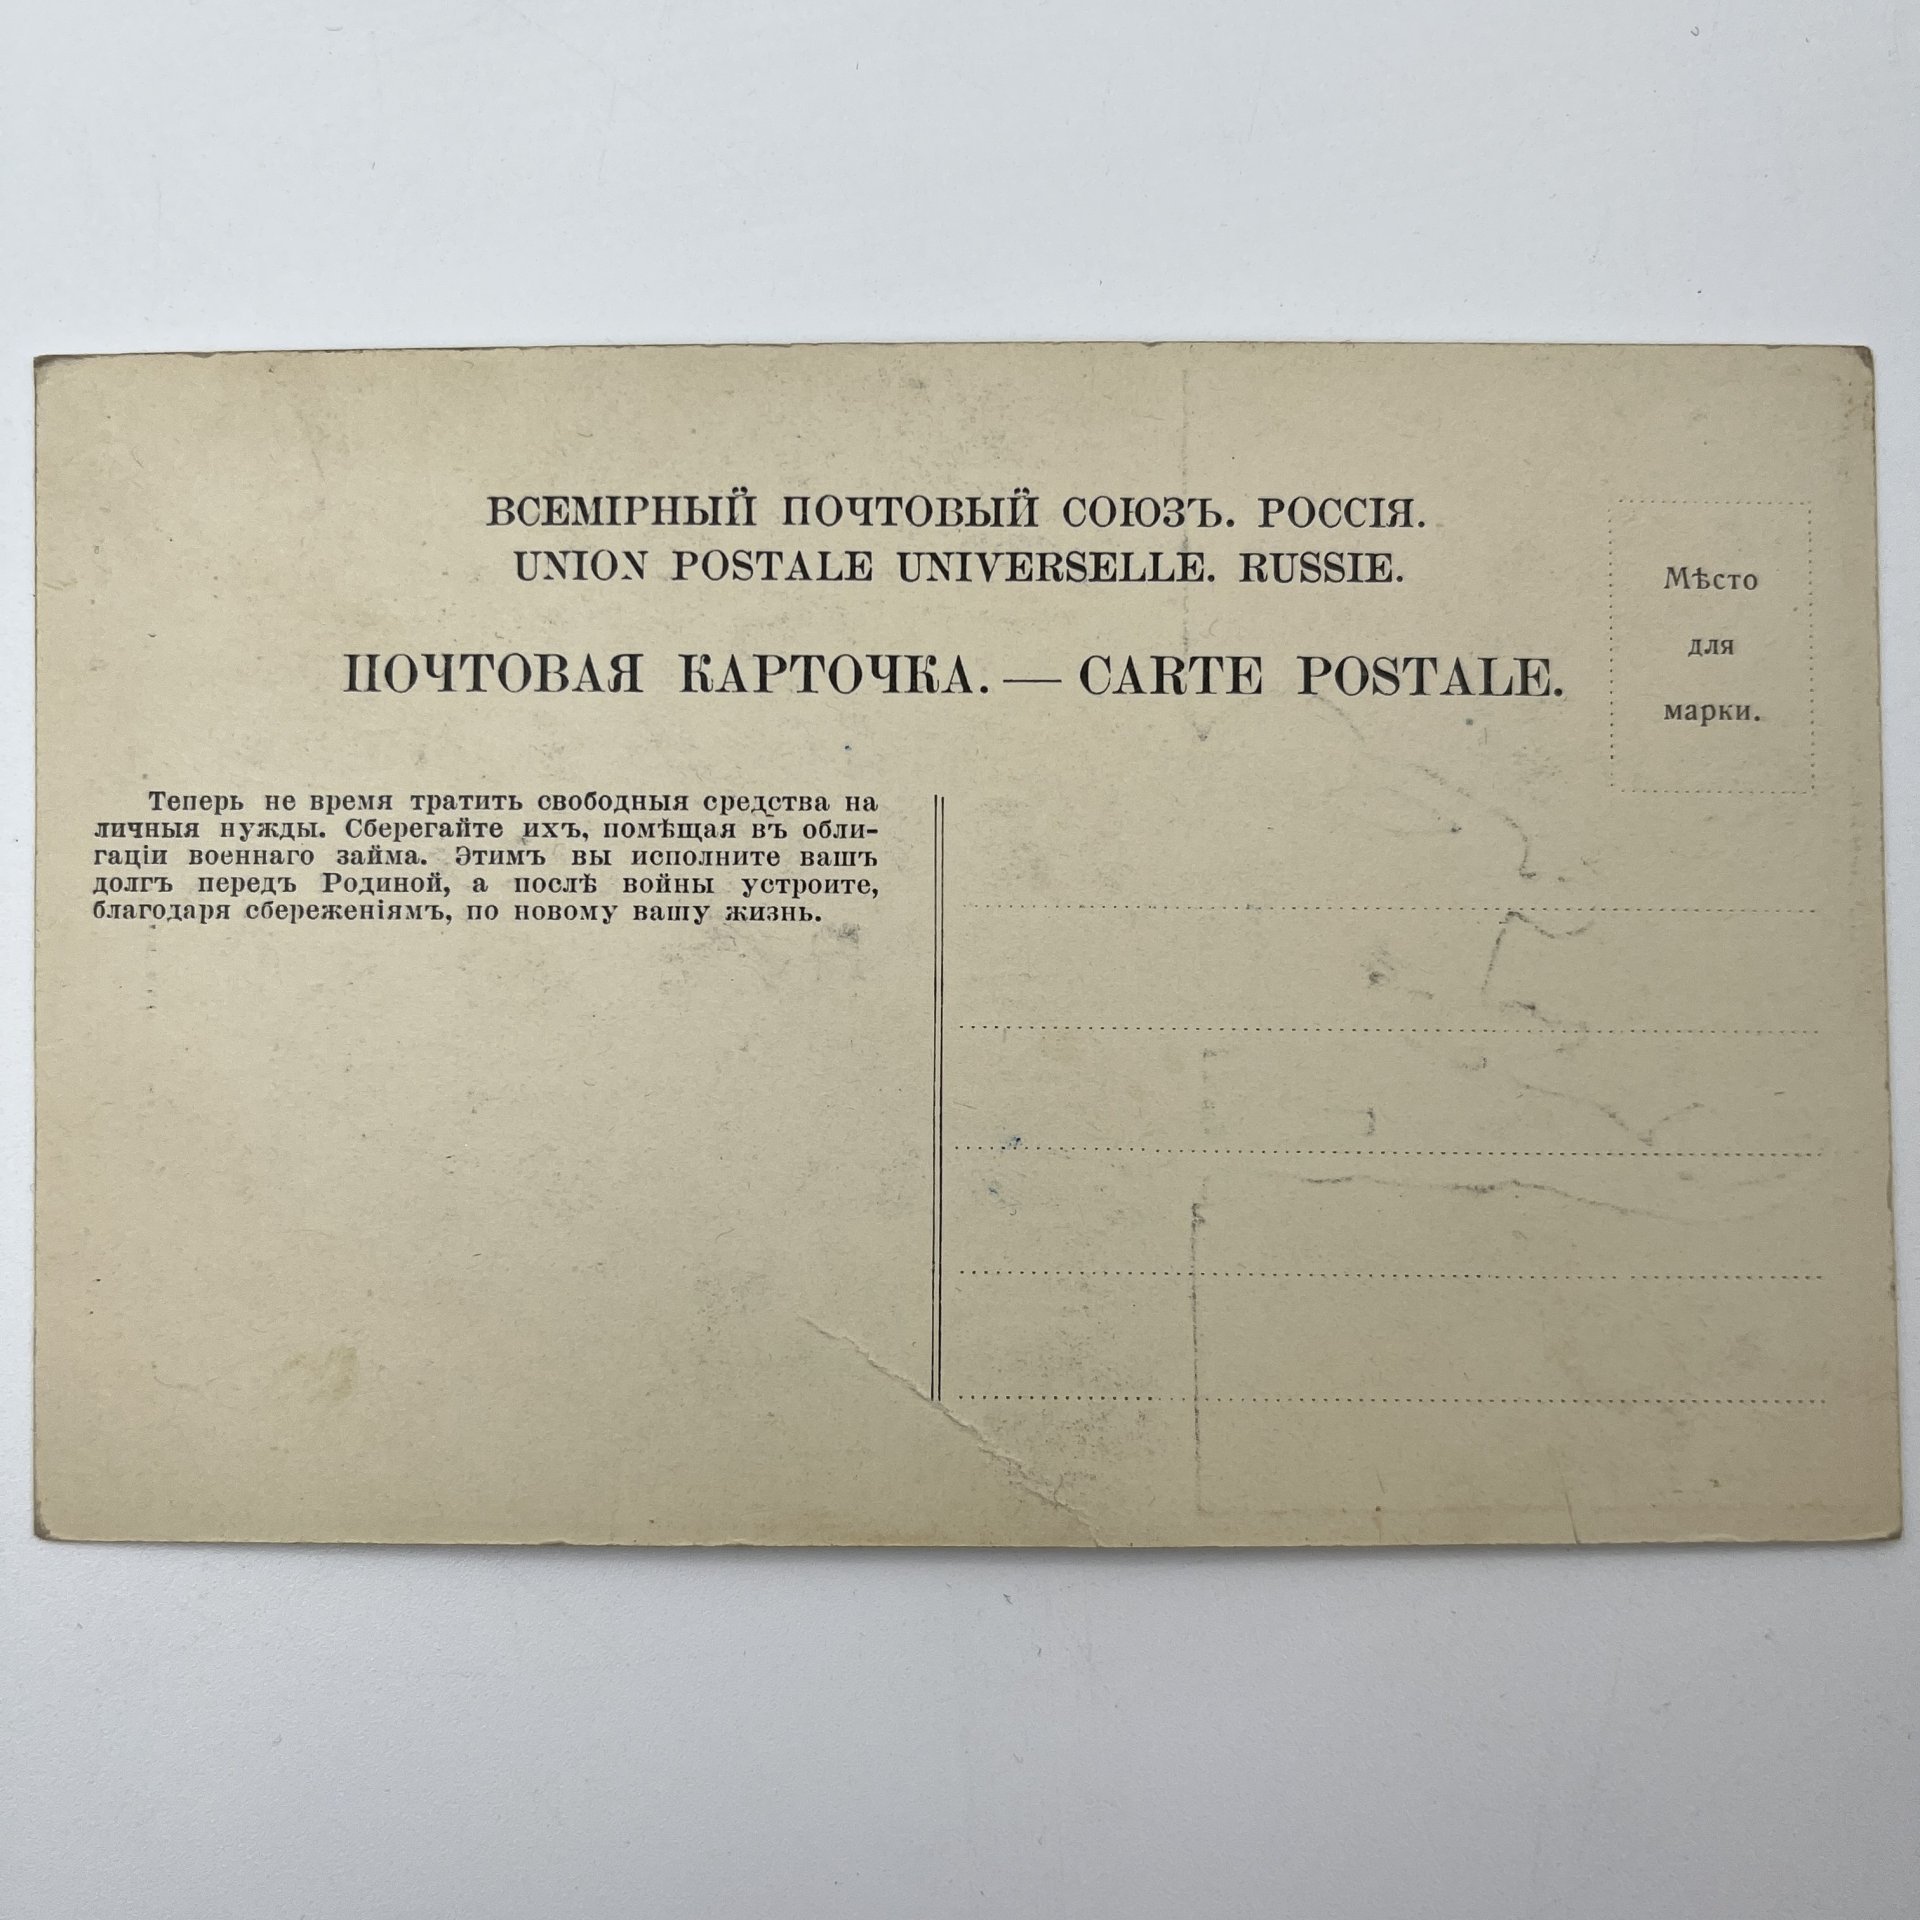 ВСЕМІРНЫЙ ПОЧТОВЫЙ СОЮЗЪ. РОССІЯ.
UNION POSTALE UNIVERSELLE. RUSSIE.
ПОЧТОВАЯ КАРТОЧКА. — CARTE POSTALE.
Мѣсто
для
марки.
Теперь не время тратить свободныя средства на
личныя нужды. Сберегайте ихъ, помѣщая въ обли-
гаціи военнаго займа. Этимъ вы исполните вашъ
долгъ передъ Родиной, а послѣ войны устроите,
благодаря сбереженіямъ, по новому вашу жизнь.